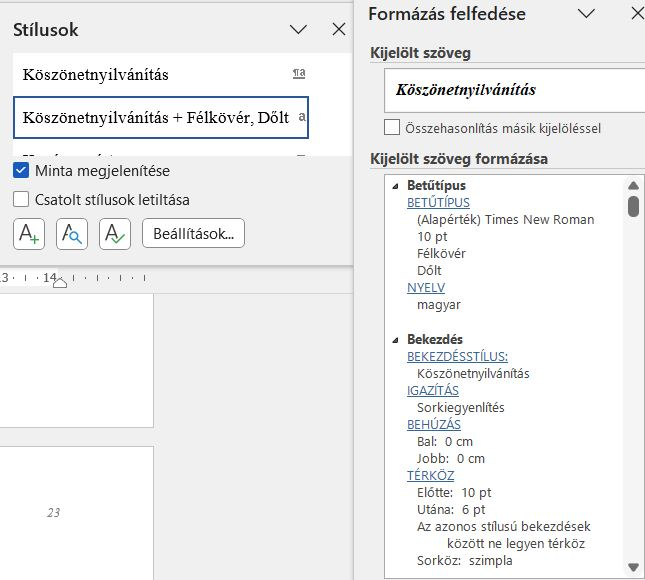 Stílusok
Köszönetnyilvánítás ¶a
Köszönetnyilvánítás + Félkövér, Dőlt a
Minta megjelenítése
Csatolt stílusok letiltása
Beállítások...
3 · ı · 14
23
Formázás felfedése
Kijelölt szöveg
Köszönetnyilvánítás
Összehasonlítás másik kijelöléssel
Kijelölt szöveg formázása
Betűtípus
BETŰTÍPUS
(Alapérték) Times New Roman
10 pt
Félkövér
Dőlt
NYELV
magyar
Bekezdés
BEKEZDÉSSTÍLUS:
Köszönetnyilvánítás
IGAZÍTÁS
Sorkiegyenlítés
BEHÚZÁS
Bal: 0 cm
Jobb: 0 cm
TÉRKÖZ
Előtte: 10 pt
Utána: 6 pt
Az azonos stílusú bekezdések
között ne legyen térköz
Sorköz: szimpla